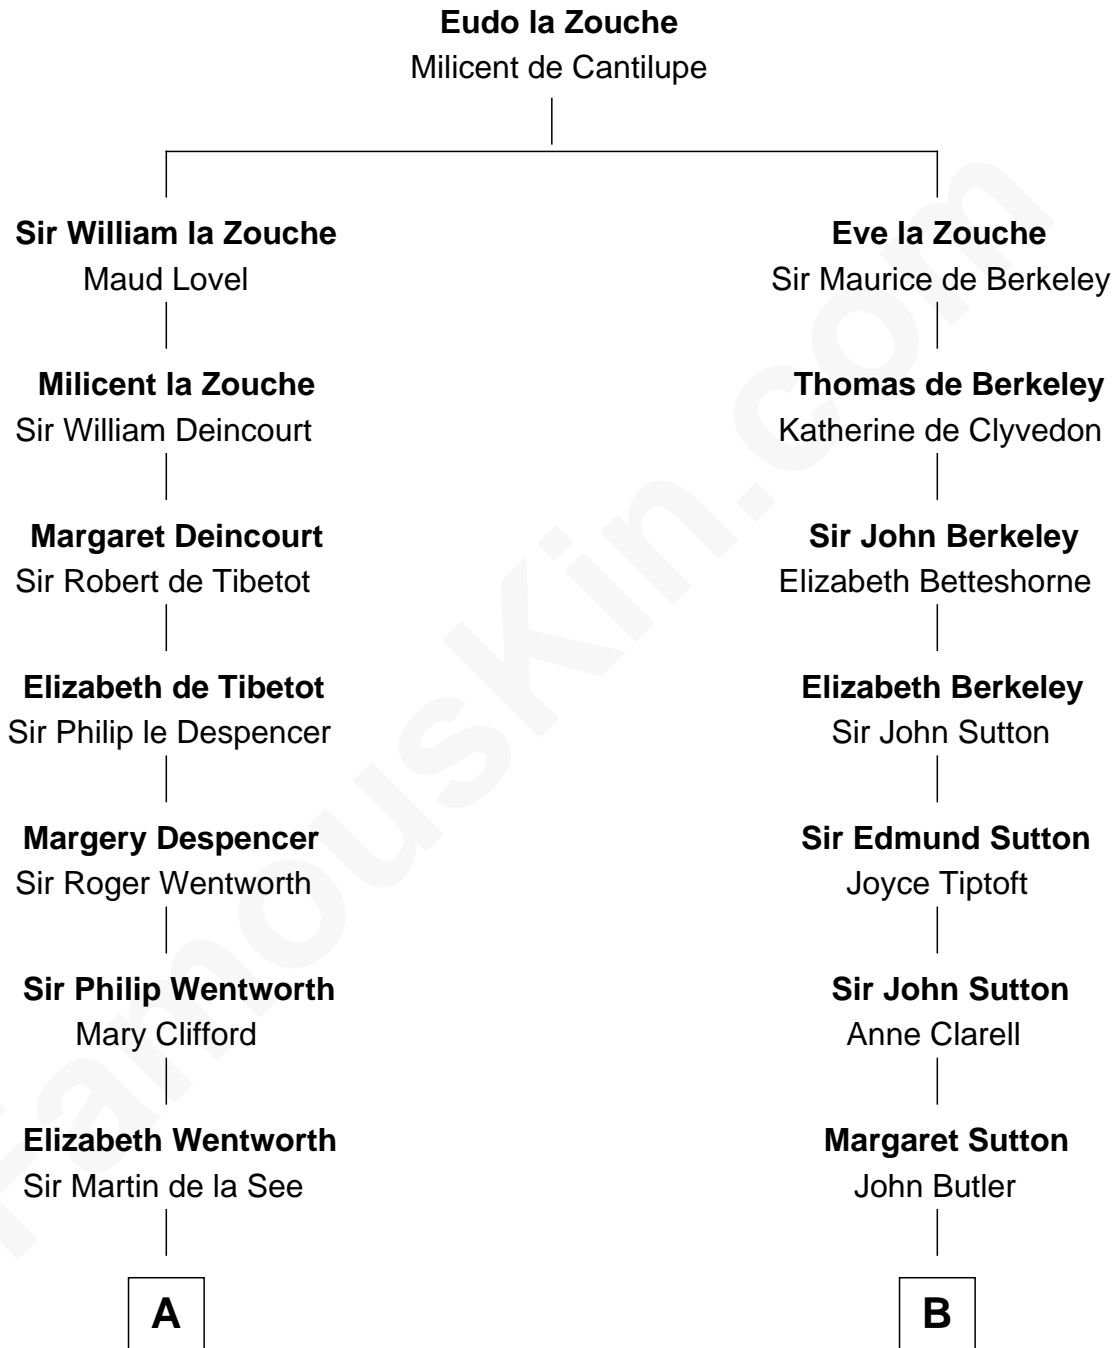 Eudo la Zouche
Milicent de Cantilupe
Sir William la Zouche
Maud Lovel
Eve la Zouche
Sir Maurice de Berkeley
Milicent la Zouche
Sir William Deincourt
Thomas de Berkeley
Katherine de Clyvedon
Margaret Deincourt
Sir Robert de Tibetot
Sir John Berkeley
Elizabeth Betteshorne
Elizabeth de Tibetot
Sir Philip le Despencer
Elizabeth Berkeley
Sir John Sutton
Margery Despencer
Sir Roger Wentworth
Sir Edmund Sutton
Joyce Tiptoft
Sir Philip Wentworth
Mary Clifford
Sir John Sutton
Anne Clarell
Elizabeth Wentworth
Sir Martin de la See
Margaret Sutton
John Butler
A
B
FamousKin.com